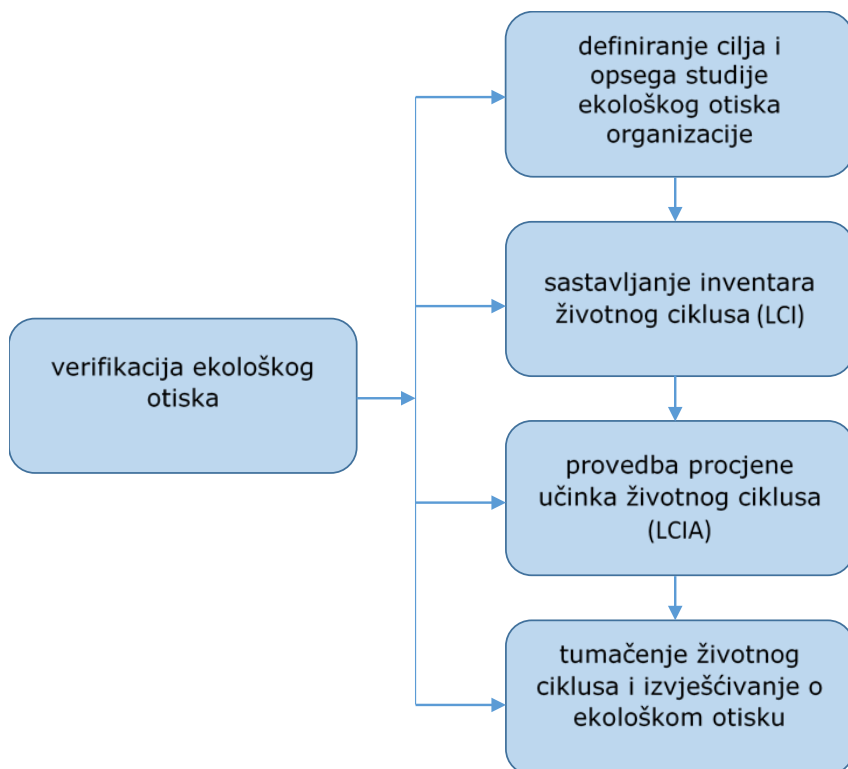 definiranje cilja i
opsega studije
ekološkog otiska
organizacije
sastavljanje inventara
životnog ciklusa (LCI)
verifikacija ekološkog
otiska
provedba procjene
učinka životnog ciklusa
(LCIA)
tumačenje životnog
ciklusa i izvješćivanje o
ekološkom otisku